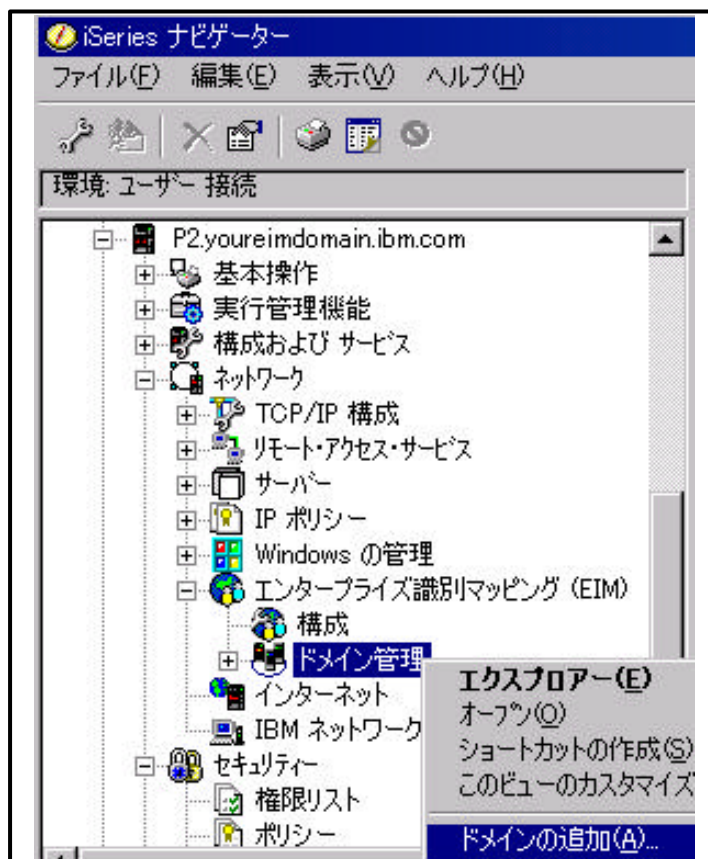 iSeries ナビゲーター
ファイル(F) 編集(E) 表示(V) ヘルプ(H)
環境: ユーザー 接続
P2.youreimdomain.ibm.com
基本操作
実行管理機能
構成および サービス
ネットワーク
TCP/IP 構成
リモート・アクセス・サービス
サーバー
IP ポリシー
Windows の管理
エンタープライズ識別マッピング (EIM)
構成
ドメイン管理
インターネット
IBM ネットワーク
セキュリティー
権限リスト
ポリシー
エクスプロアー(E)
オープン(O)
ショートカットの作成(S)
このビューのカスタマイズ
ドメインの追加(A)...